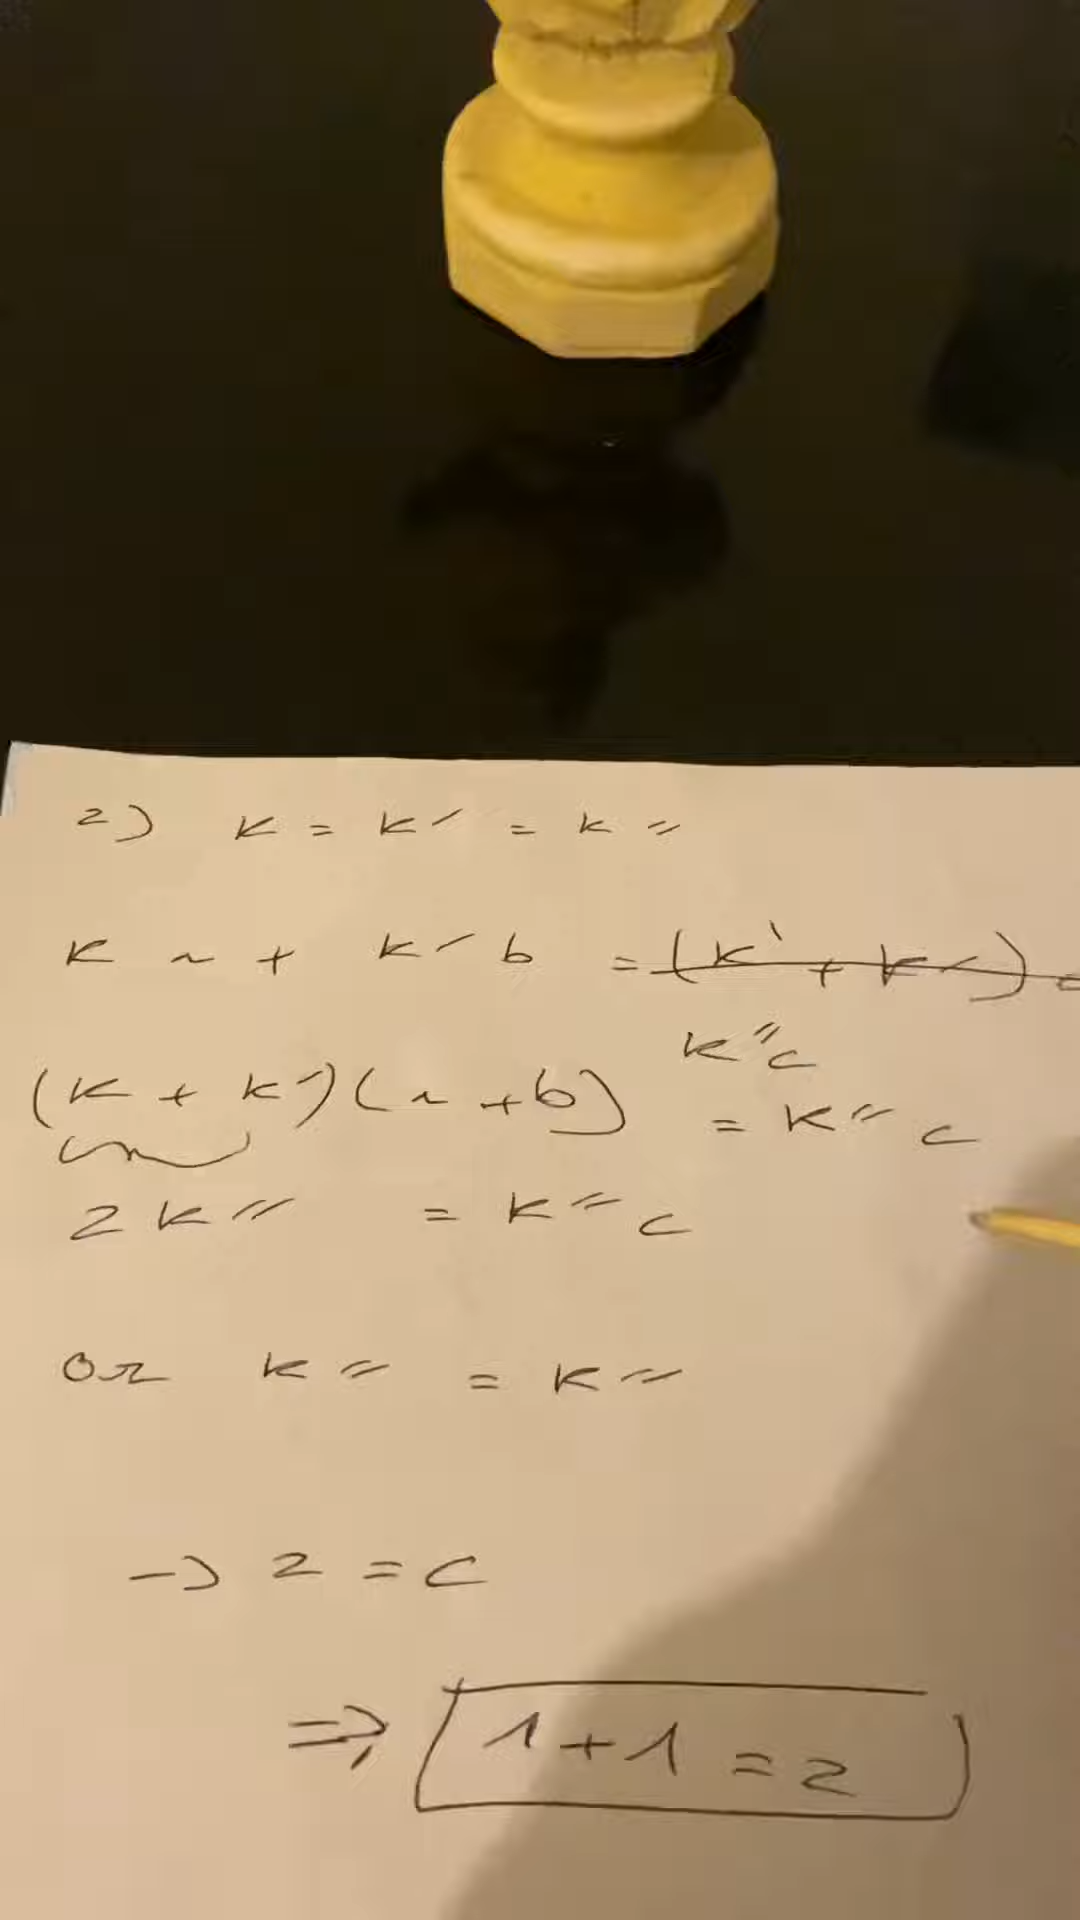 2) K = K' = K"
K a + K' b = (K' + K')
K" c
(K + K')(a + b) = K" c
2 K" = K" c
or K" = K"
→ 2 = c
⇒ 1 + 1 = 2